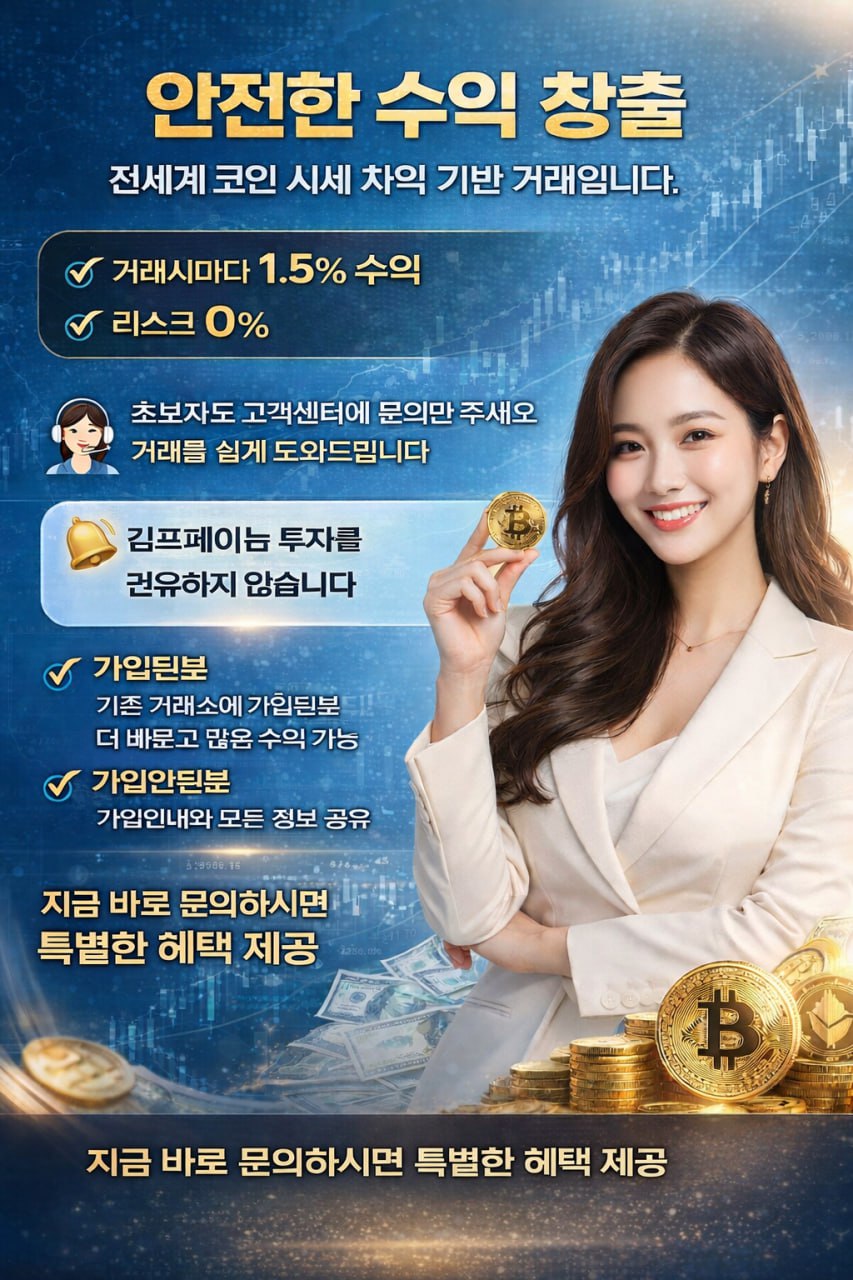 안전한 수익 창출
전세계 코인 시세 차익 기반 거래입니다.
거래시마다 1.5% 수익
리스크 0%
초보자도 고객센터에 문의만 주새오
거래를 쉽게 도와드립니다
김프페이는 투자를
권유하지 않습니다
가입된분
기존 거래소에 가입된분
더 바문고 많은 수익 가능
가입안된분
가입인내와 모든 정보 공유
지금 바로 문의하시면
특별한 헤택 제공
지금 바로 문의하시면 특별한 헤택 제공